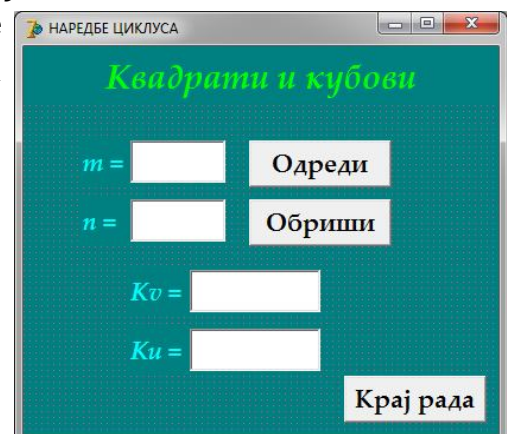 НАРЕДБЕ ЦИКЛУСА
Квадрати и кубови
m =
Одреди
n =
Обриши
Kv =
Ku =
Крај рада